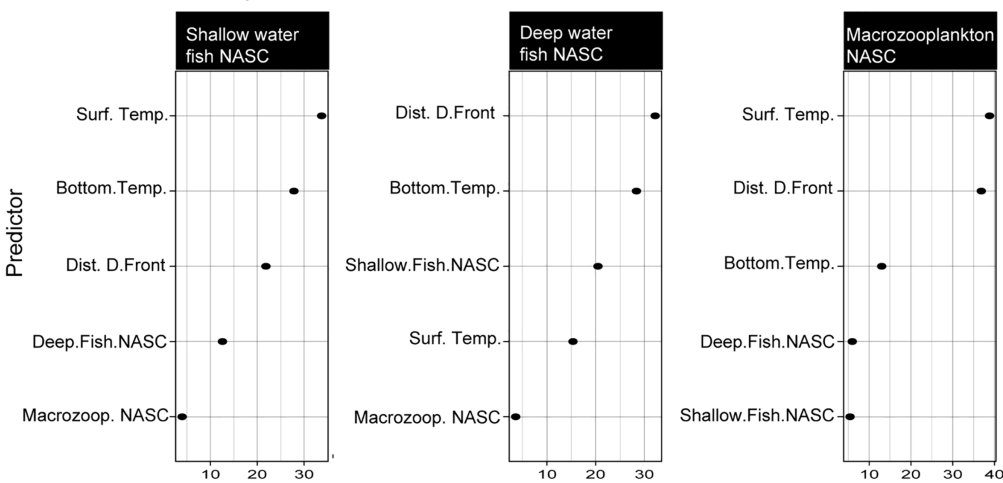 Shallow water
fish NASC
Deep water
fish NASC
Macrozooplankton
NASC
Predictor
Surf. Temp.
Bottom.Temp.
Dist. D.Front
Deep.Fish.NASC
Macrozoop. NASC
10 20 30
Dist. D.Front
Bottom.Temp.
Shallow.Fish.NASC
Surf. Temp.
Macrozoop. NASC
10 20 30
Surf. Temp.
Dist. D.Front
Bottom.Temp.
Deep.Fish.NASC
Shallow.Fish.NASC
10 20 30 40